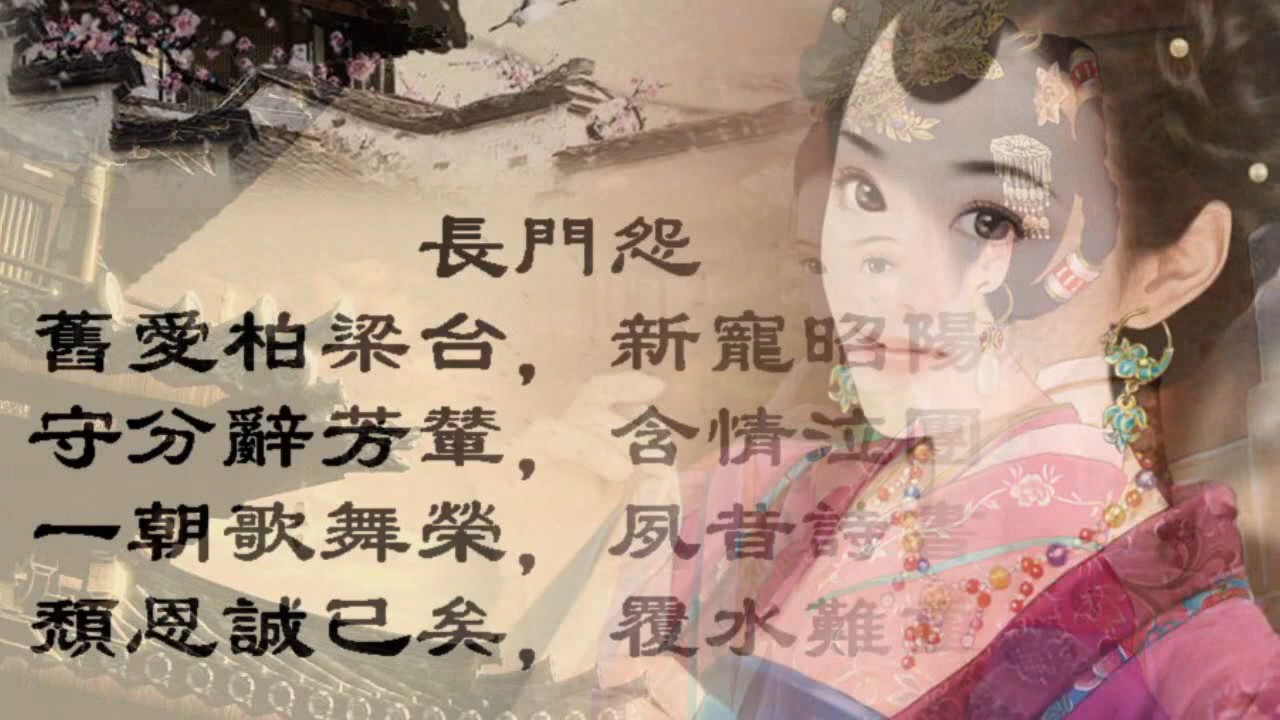 長門怨
舊愛柏梁台，新寵昭陽
守分辭芳輦，含情泣團
一朝歌舞榮，夙昔詩書
頹恩誠已矣，覆水難重